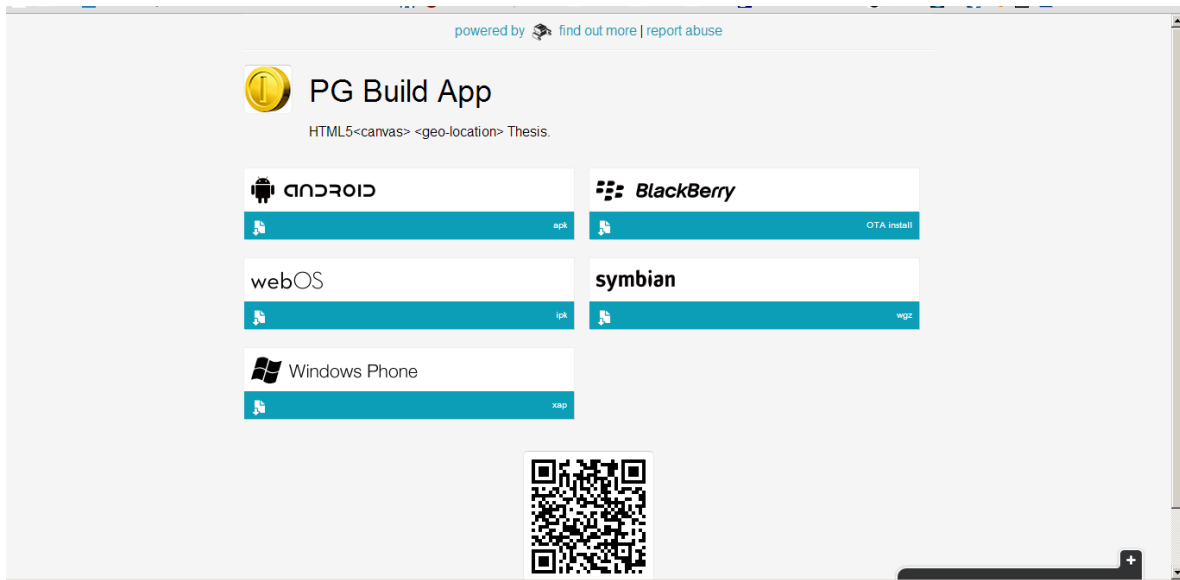 powered by find out more | report abuse
PG Build App
HTML5<canvas> <geo-location> Thesis.
ANDROID
apk
BlackBerry
OTA install
webOS
ipk
symbian
wgz
Windows Phone
xap